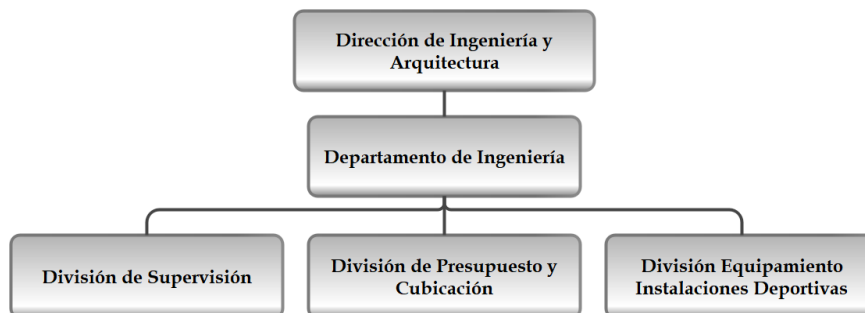 Dirección de Ingeniería y
Arquitectura
Departamento de Ingeniería
División de Supervisión
División de Presupuesto y
Cubicación
División Equipamiento
Instalaciones Deportivas